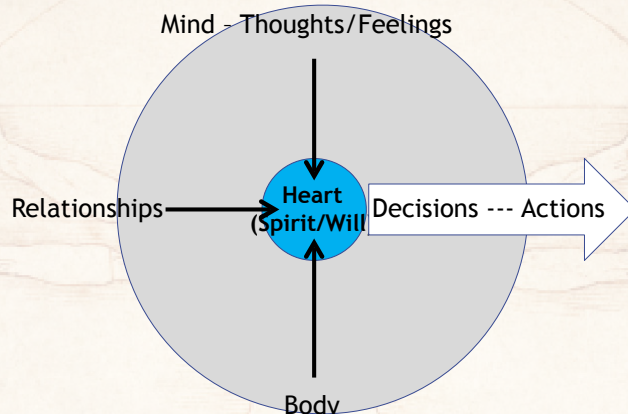 Mind - Thoughts/Feelings
Relationships
Heart
(Spirit/Will
Decisions --- Actions
Body